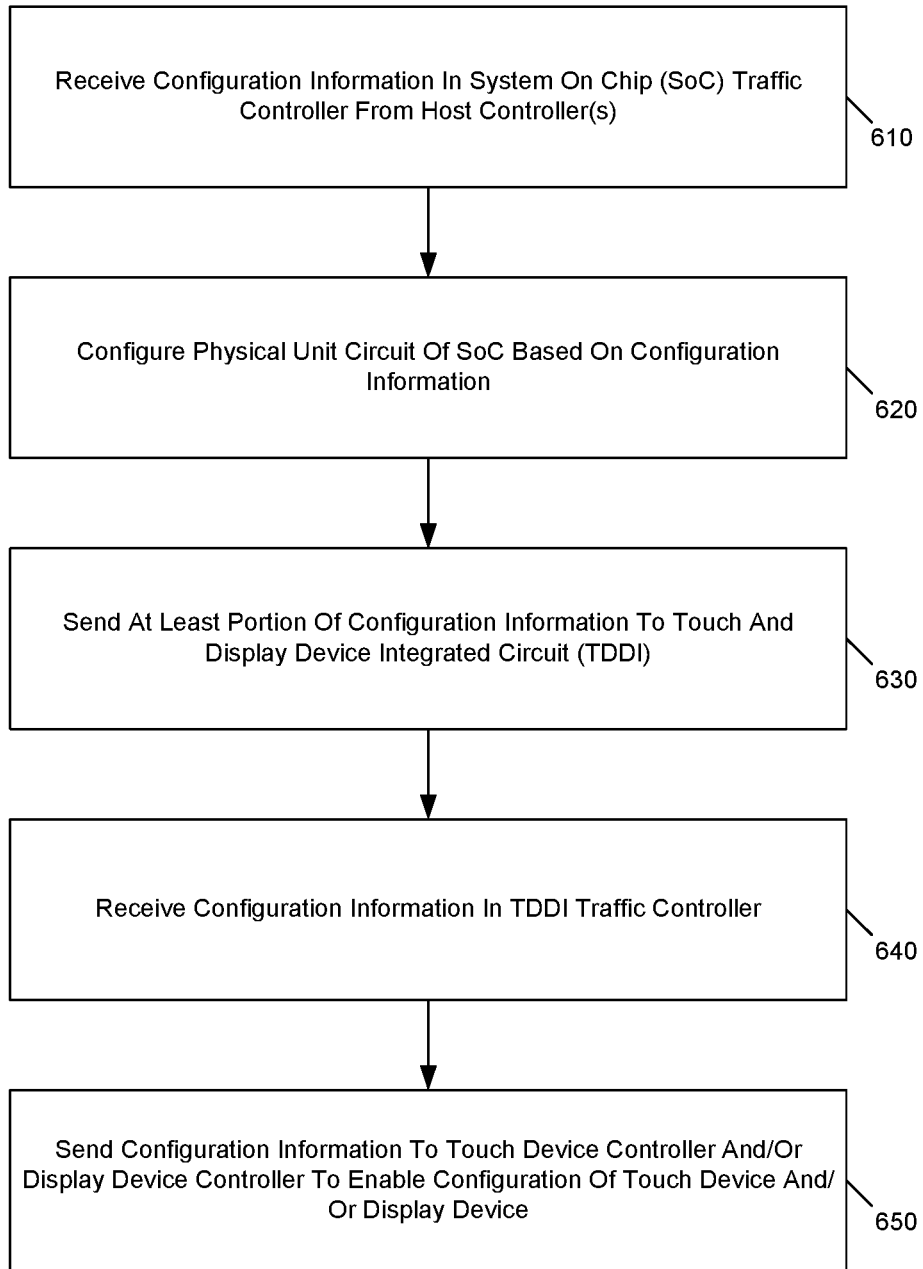 Receive Configuration Information In System On Chip (SoC) Traffic
Controller From Host Controller(s)
610
Configure Physical Unit Circuit Of SoC Based On Configuration
Information
620
Send At Least Portion Of Configuration Information To Touch And
Display Device Integrated Circuit (TDDI)
630
Receive Configuration Information In TDDI Traffic Controller
640
Send Configuration Information To Touch Device Controller And/Or
Display Device Controller To Enable Configuration Of Touch Device And/
Or Display Device
650